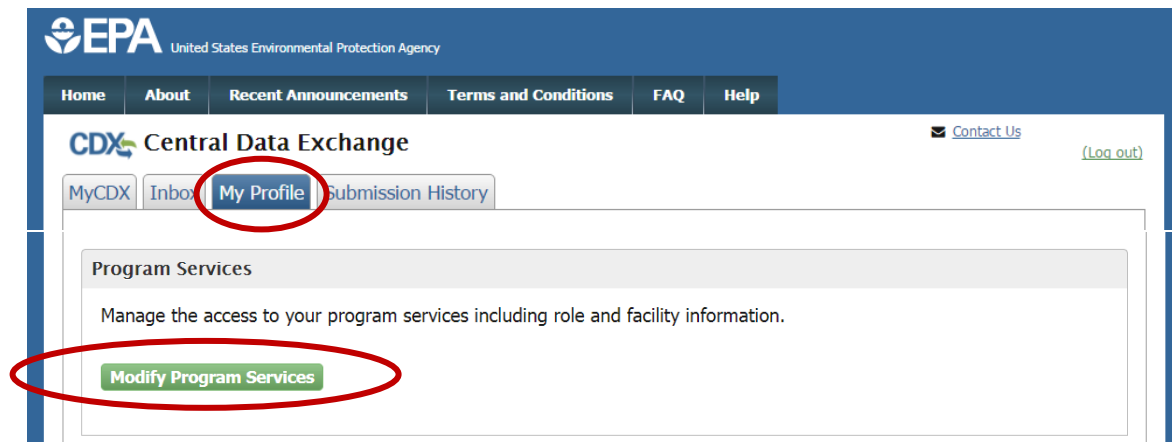 EPA United States Environmental Protection Agency
Home About Recent Announcements Terms and Conditions FAQ Help
CDX Central Data Exchange Contact Us
(Log out)
MyCDX Inbox My Profile Submission History
Program Services
Manage the access to your program services including role and facility information.
Modify Program Services